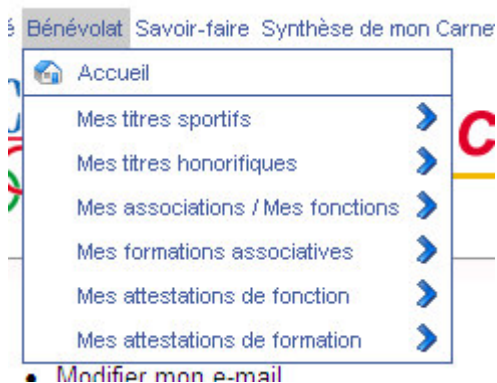 é Bénévolat Savoir-faire Synthèse de mon Carne
Accueil
Mes titres sportifs
Mes titres honorifiques
Mes associations / Mes fonctions
Mes formations associatives
Mes attestations de fonction
Mes attestations de formation
• Modifier mon e-mail